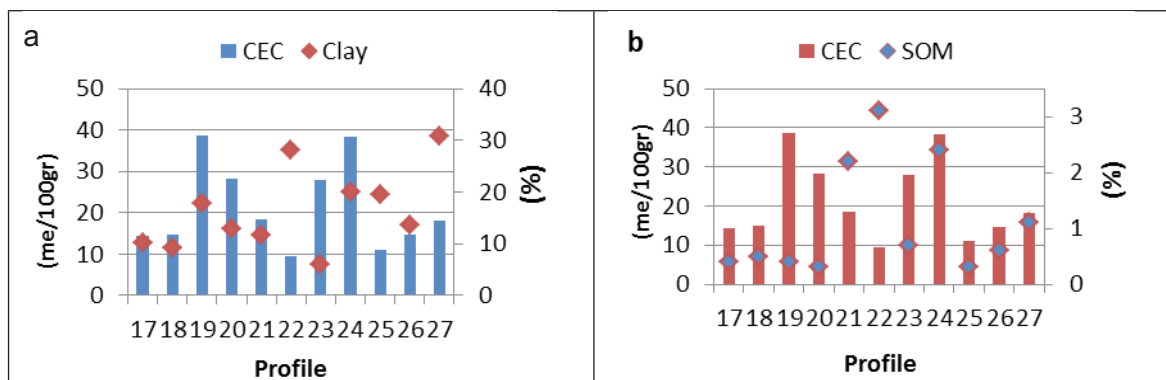 a
CEC Clay
50 40
40 30
30 20
20 10
10 0
0
(me/100gr)
(%)
17 18 19 20 21 22 23 24 25 26 27
Profile
b
CEC SOM
50
40 3
30 2
20 1
10 0
0
(me/100gr)
(%)
17 18 19 20 21 22 23 24 25 26 27
Profile